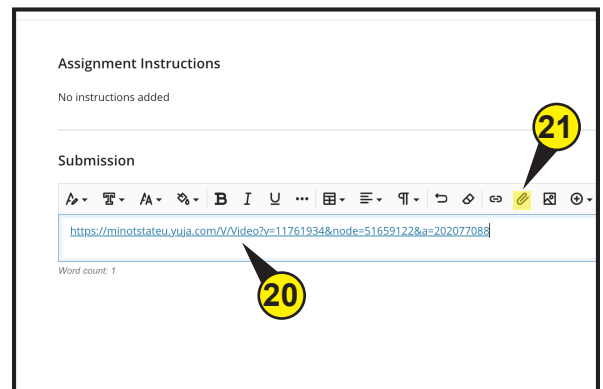 Assignment Instructions
No instructions added
21
Submission
B I U
https://minotstateu.yuja.com/V/Video?v=11761934&node=51659122&a=202077088
Word count: 1
20